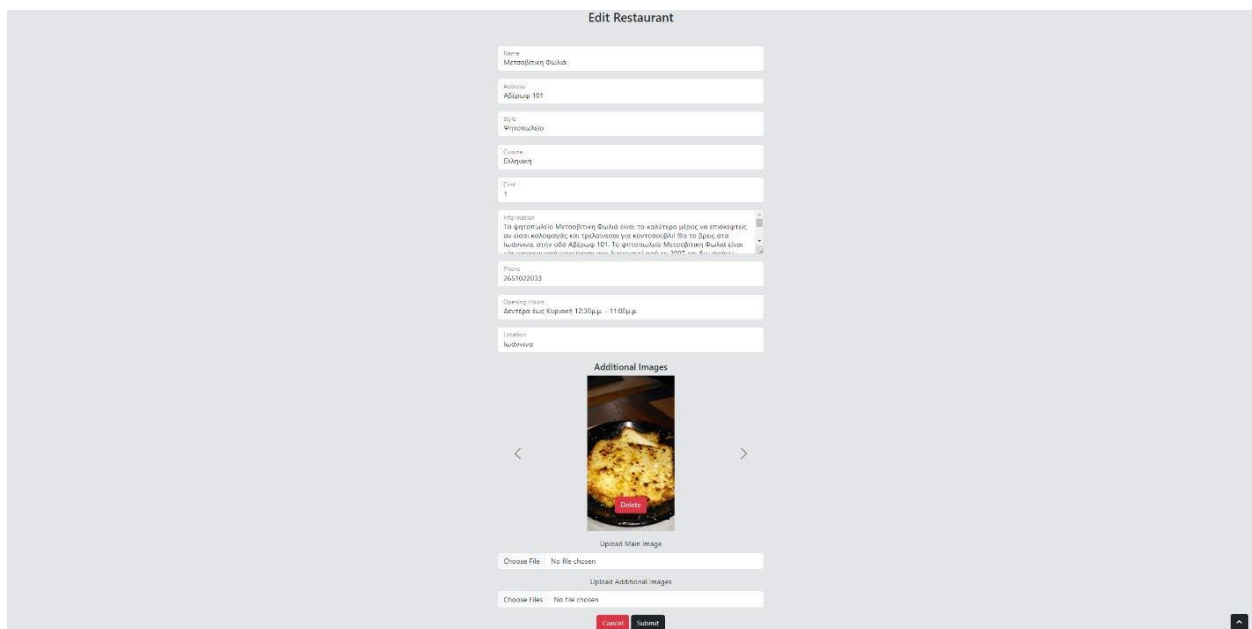 Edit Restaurant
Name
Μετσοβίτικη Φωλιά
Address
Αβέρωφ 101
Style
Ψητοπωλείο
Cuisine
Ελληνική
Cost
1
Information
Το ψητοπωλείο Μετσοβίτικη Φωλιά είναι το καλύτερο μέρος να επισκεφτείς
αν είσαι καλοφαγάς και τρελαίνεσαι για κοντοσούβλι! Θα το βρεις στα
Ιωάννινα στην οδό Αβέρωφ 101. Το ψητοπωλείο Μετσοβίτικη Φωλιά είναι
Phone
2651022033
Opening Hours
Δευτέρα έως Κυριακή 12:30μ.μ. - 11:00μ.μ.
Location
Ιωάννινα
Additional Images
Delete
Upload Main Image
Choose File No file chosen
Upload Additional Images
Choose Files No file chosen
Cancel Submit